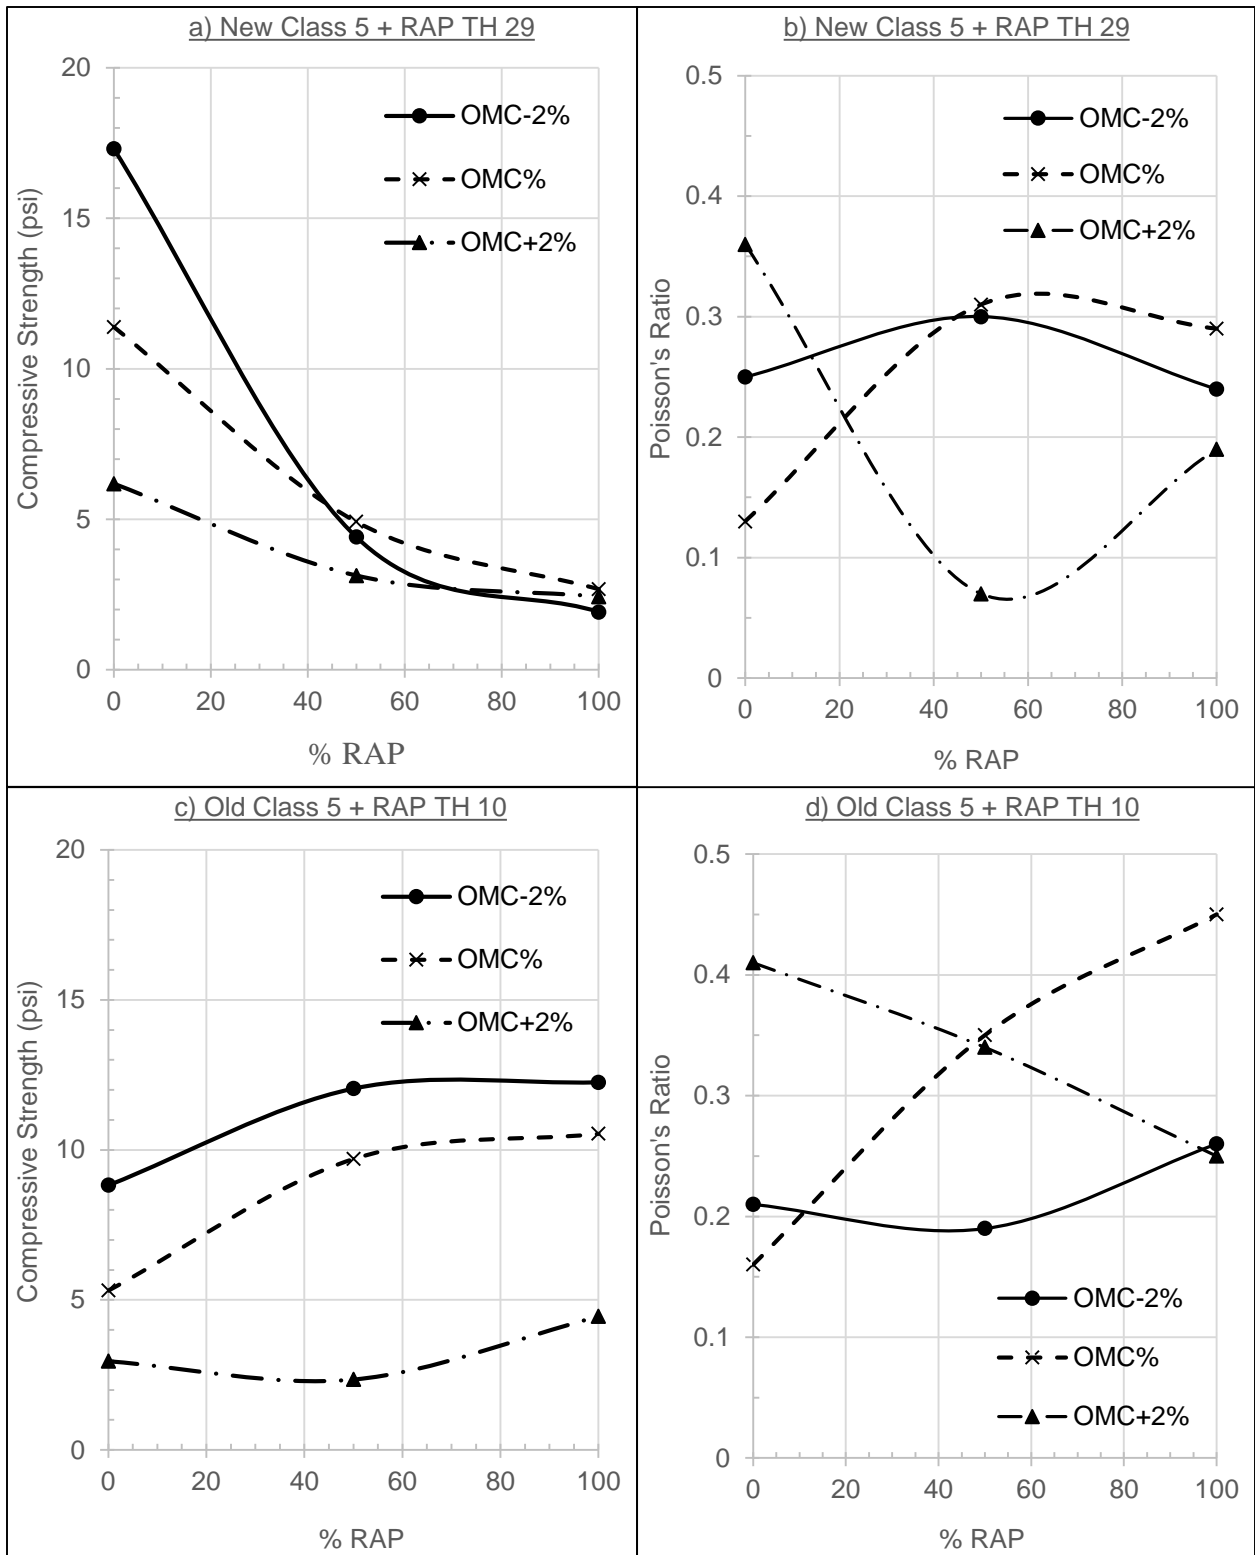 a) New Class 5 + RAP TH 29
20
15
10
5
0
Compressive Strength (psi)
OMC-2%
OMC%
OMC+2%
0 20 40 60 80 100
% RAP
b) New Class 5 + RAP TH 29
0.5
0.4
0.3
0.2
0.1
0
Poisson's Ratio
OMC-2%
OMC%
OMC+2%
0 20 40 60 80 100
% RAP
c) Old Class 5 + RAP TH 10
20
15
10
5
0
Compressive Strength (psi)
OMC-2%
OMC%
OMC+2%
0 20 40 60 80 100
% RAP
d) Old Class 5 + RAP TH 10
0.5
0.4
0.3
0.2
0.1
0
Poisson's Ratio
OMC-2%
OMC%
OMC+2%
0 20 40 60 80 100
% RAP